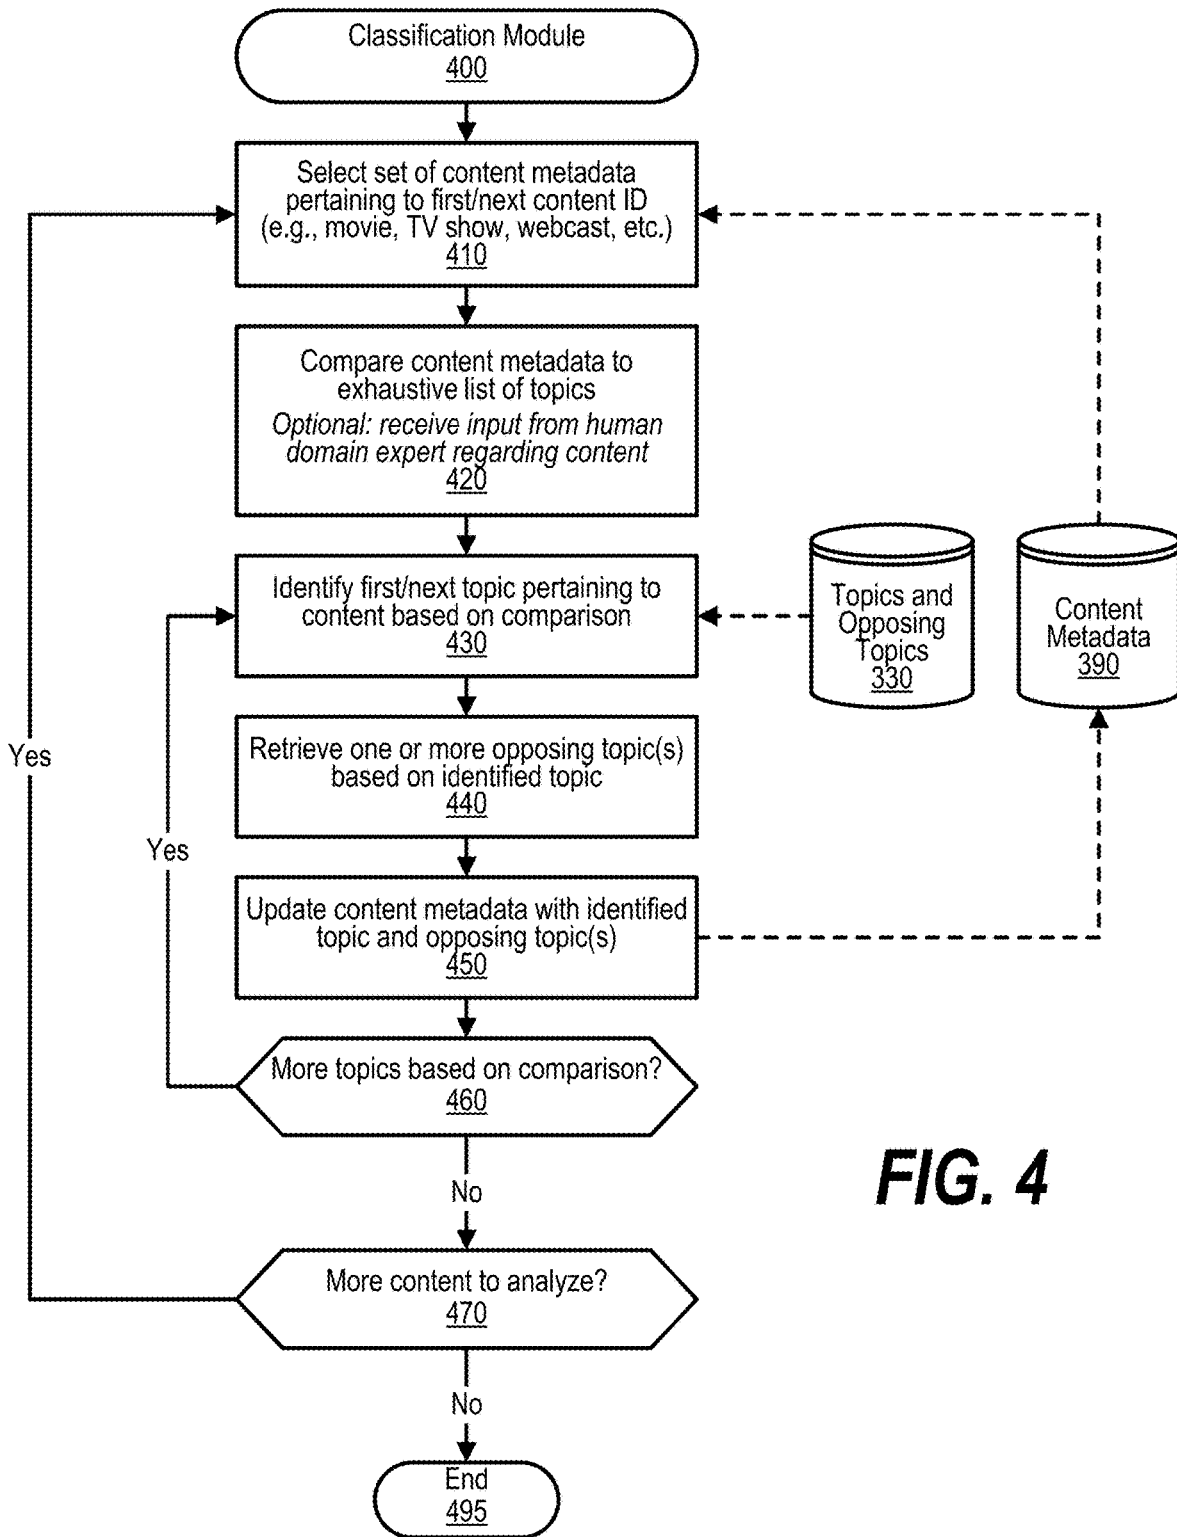 Classification Module
400
Select set of content metadata
pertaining to first/next content ID
(e.g., movie, TV show, webcast, etc.)
410
Compare content metadata to
exhaustive list of topics
Optional: receive input from human
domain expert regarding content
420
Identify first/next topic pertaining to
content based on comparison
430
Topics and
Opposing
Topics
330
Content
Metadata
390
Retrieve one or more opposing topic(s)
based on identified topic
440
Yes
Yes
Update content metadata with identified
topic and opposing topic(s)
450
More topics based on comparison?
460
No
FIG. 4
More content to analyze?
470
No
End
495